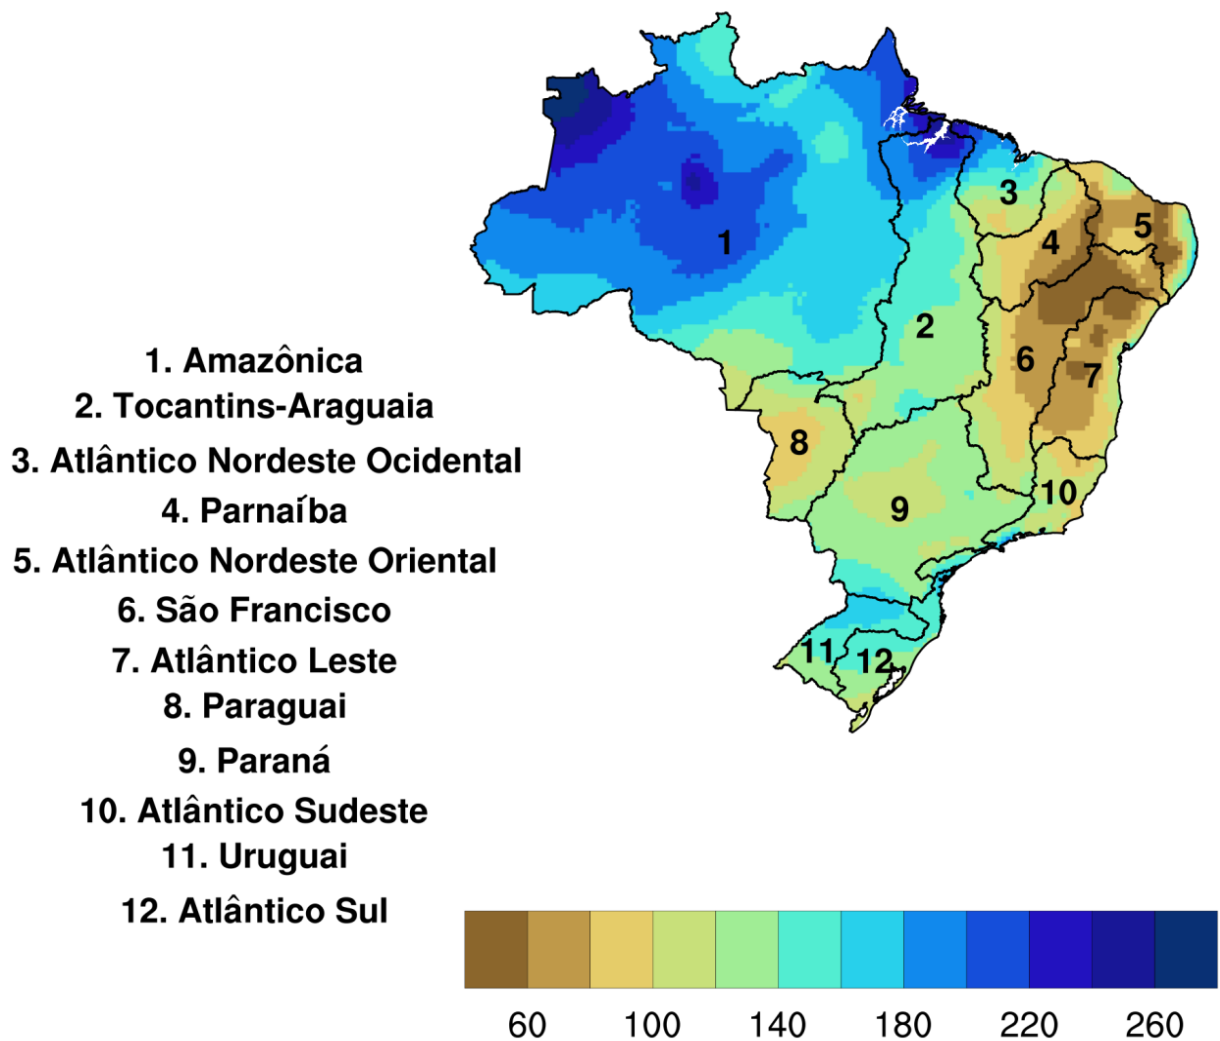 1
2
3
4
5
6
7
8
9
10
11
12
1. Amazônica
2. Tocantins-Araguaia
3. Atlântico Nordeste Ocidental
4. Parnaíba
5. Atlântico Nordeste Oriental
6. São Francisco
7. Atlântico Leste
8. Paraguai
9. Paraná
10. Atlântico Sudeste
11. Uruguai
12. Atlântico Sul
60 100 140 180 220 260